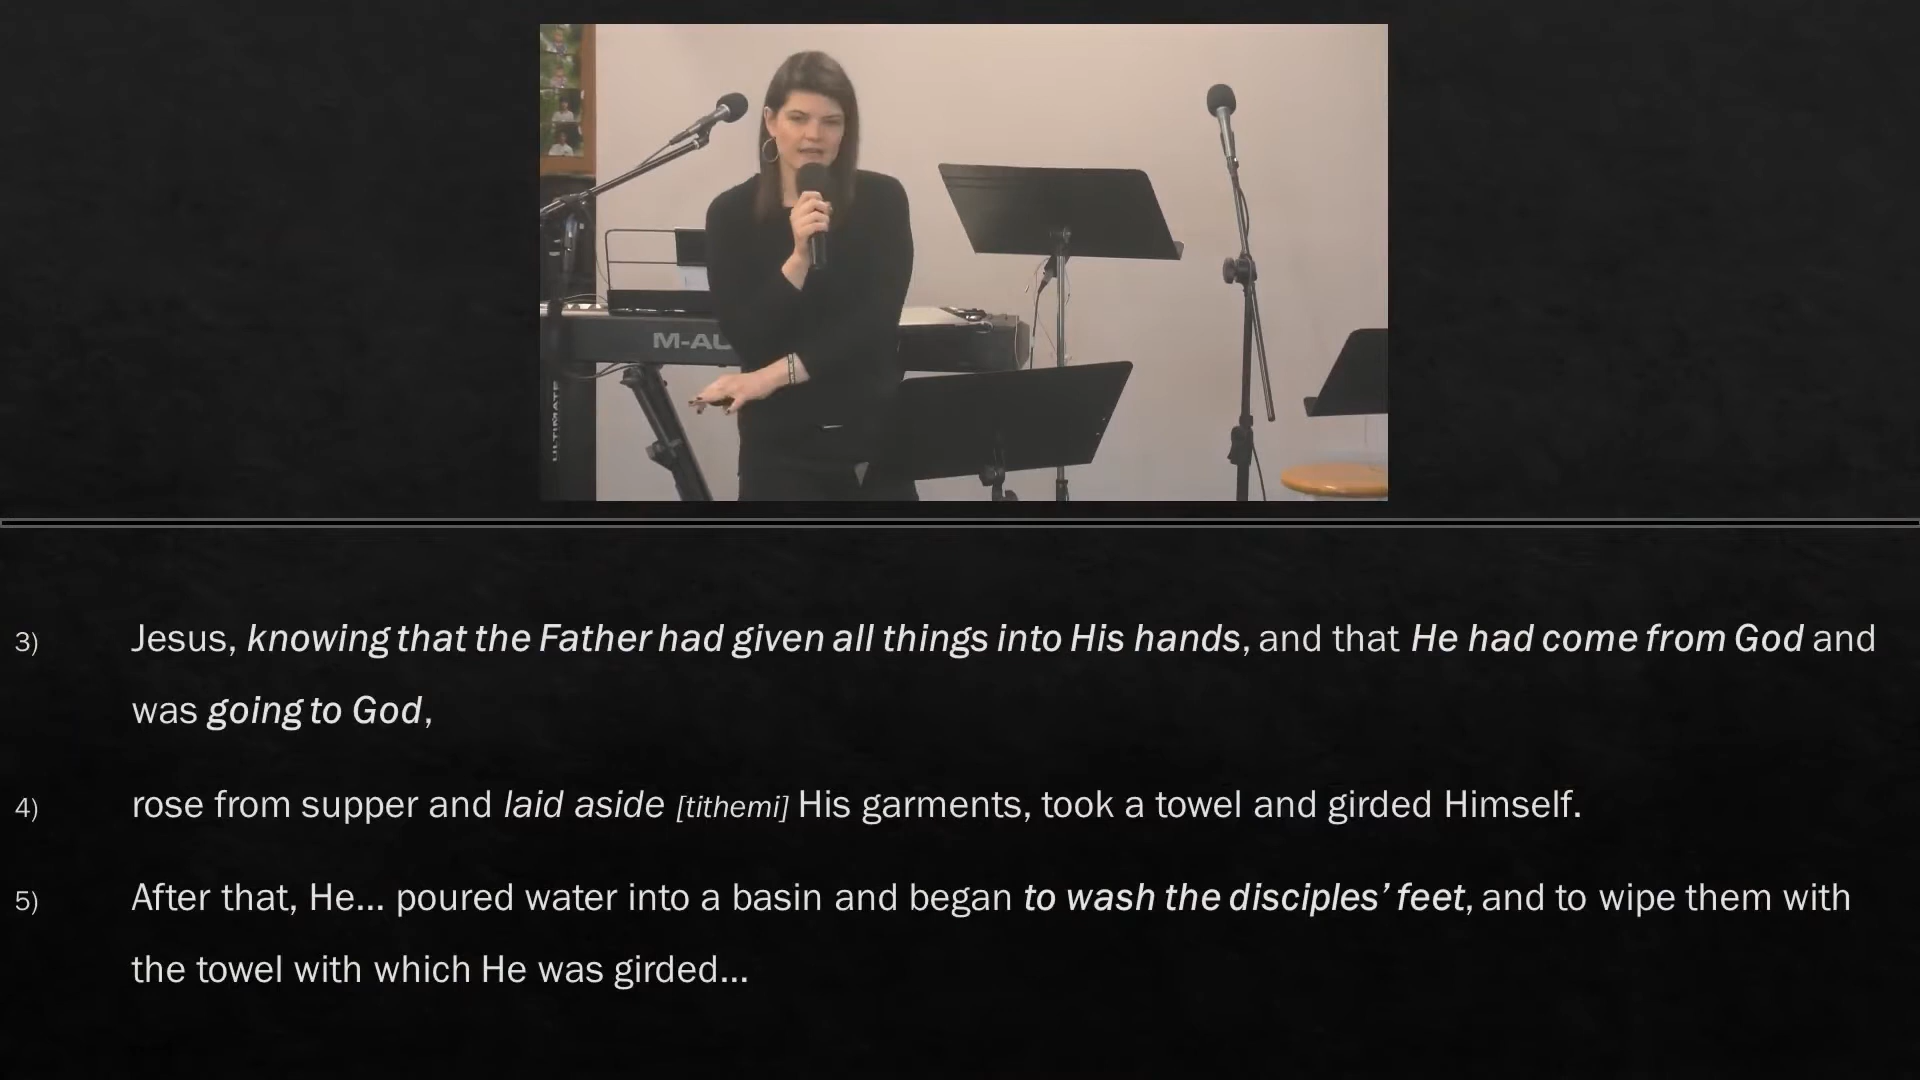 M-AU
ULTIMATE
3) Jesus, knowing that the Father had given all things into His hands, and that He had come from God and
was going to God,
4) rose from supper and laid aside [tithemi] His garments, took a towel and girded Himself.
5) After that, He... poured water into a basin and began to wash the disciples’ feet, and to wipe them with
the towel with which He was girded...